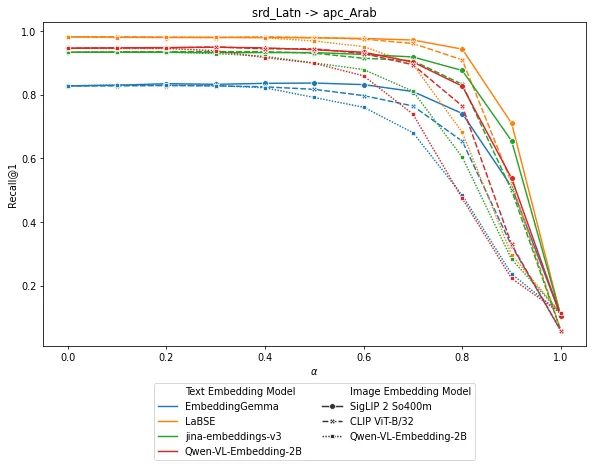 srd_Latn -> apc_Arab
Recall@1
1.0
0.8
0.6
0.4
0.2
0.0
0.2
0.4
0.6
0.8
1.0
α
Text Embedding Model
EmbeddingGemma
LaBSE
jina-embeddings-v3
Qwen-VL-Embedding-2B
Image Embedding Model
SigLIP 2 So400m
CLIP ViT-B/32
Qwen-VL-Embedding-2B